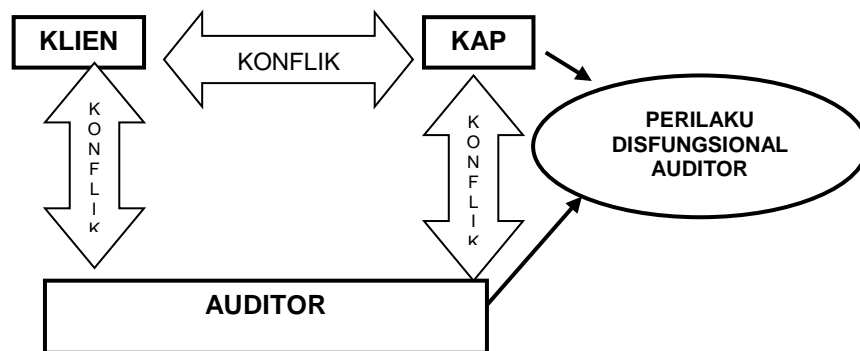 KLIEN
KONFLIK
KAP
KONFLIK
KONFLIK
PERILAKU
DISFUNGSIONAL
AUDITOR
AUDITOR